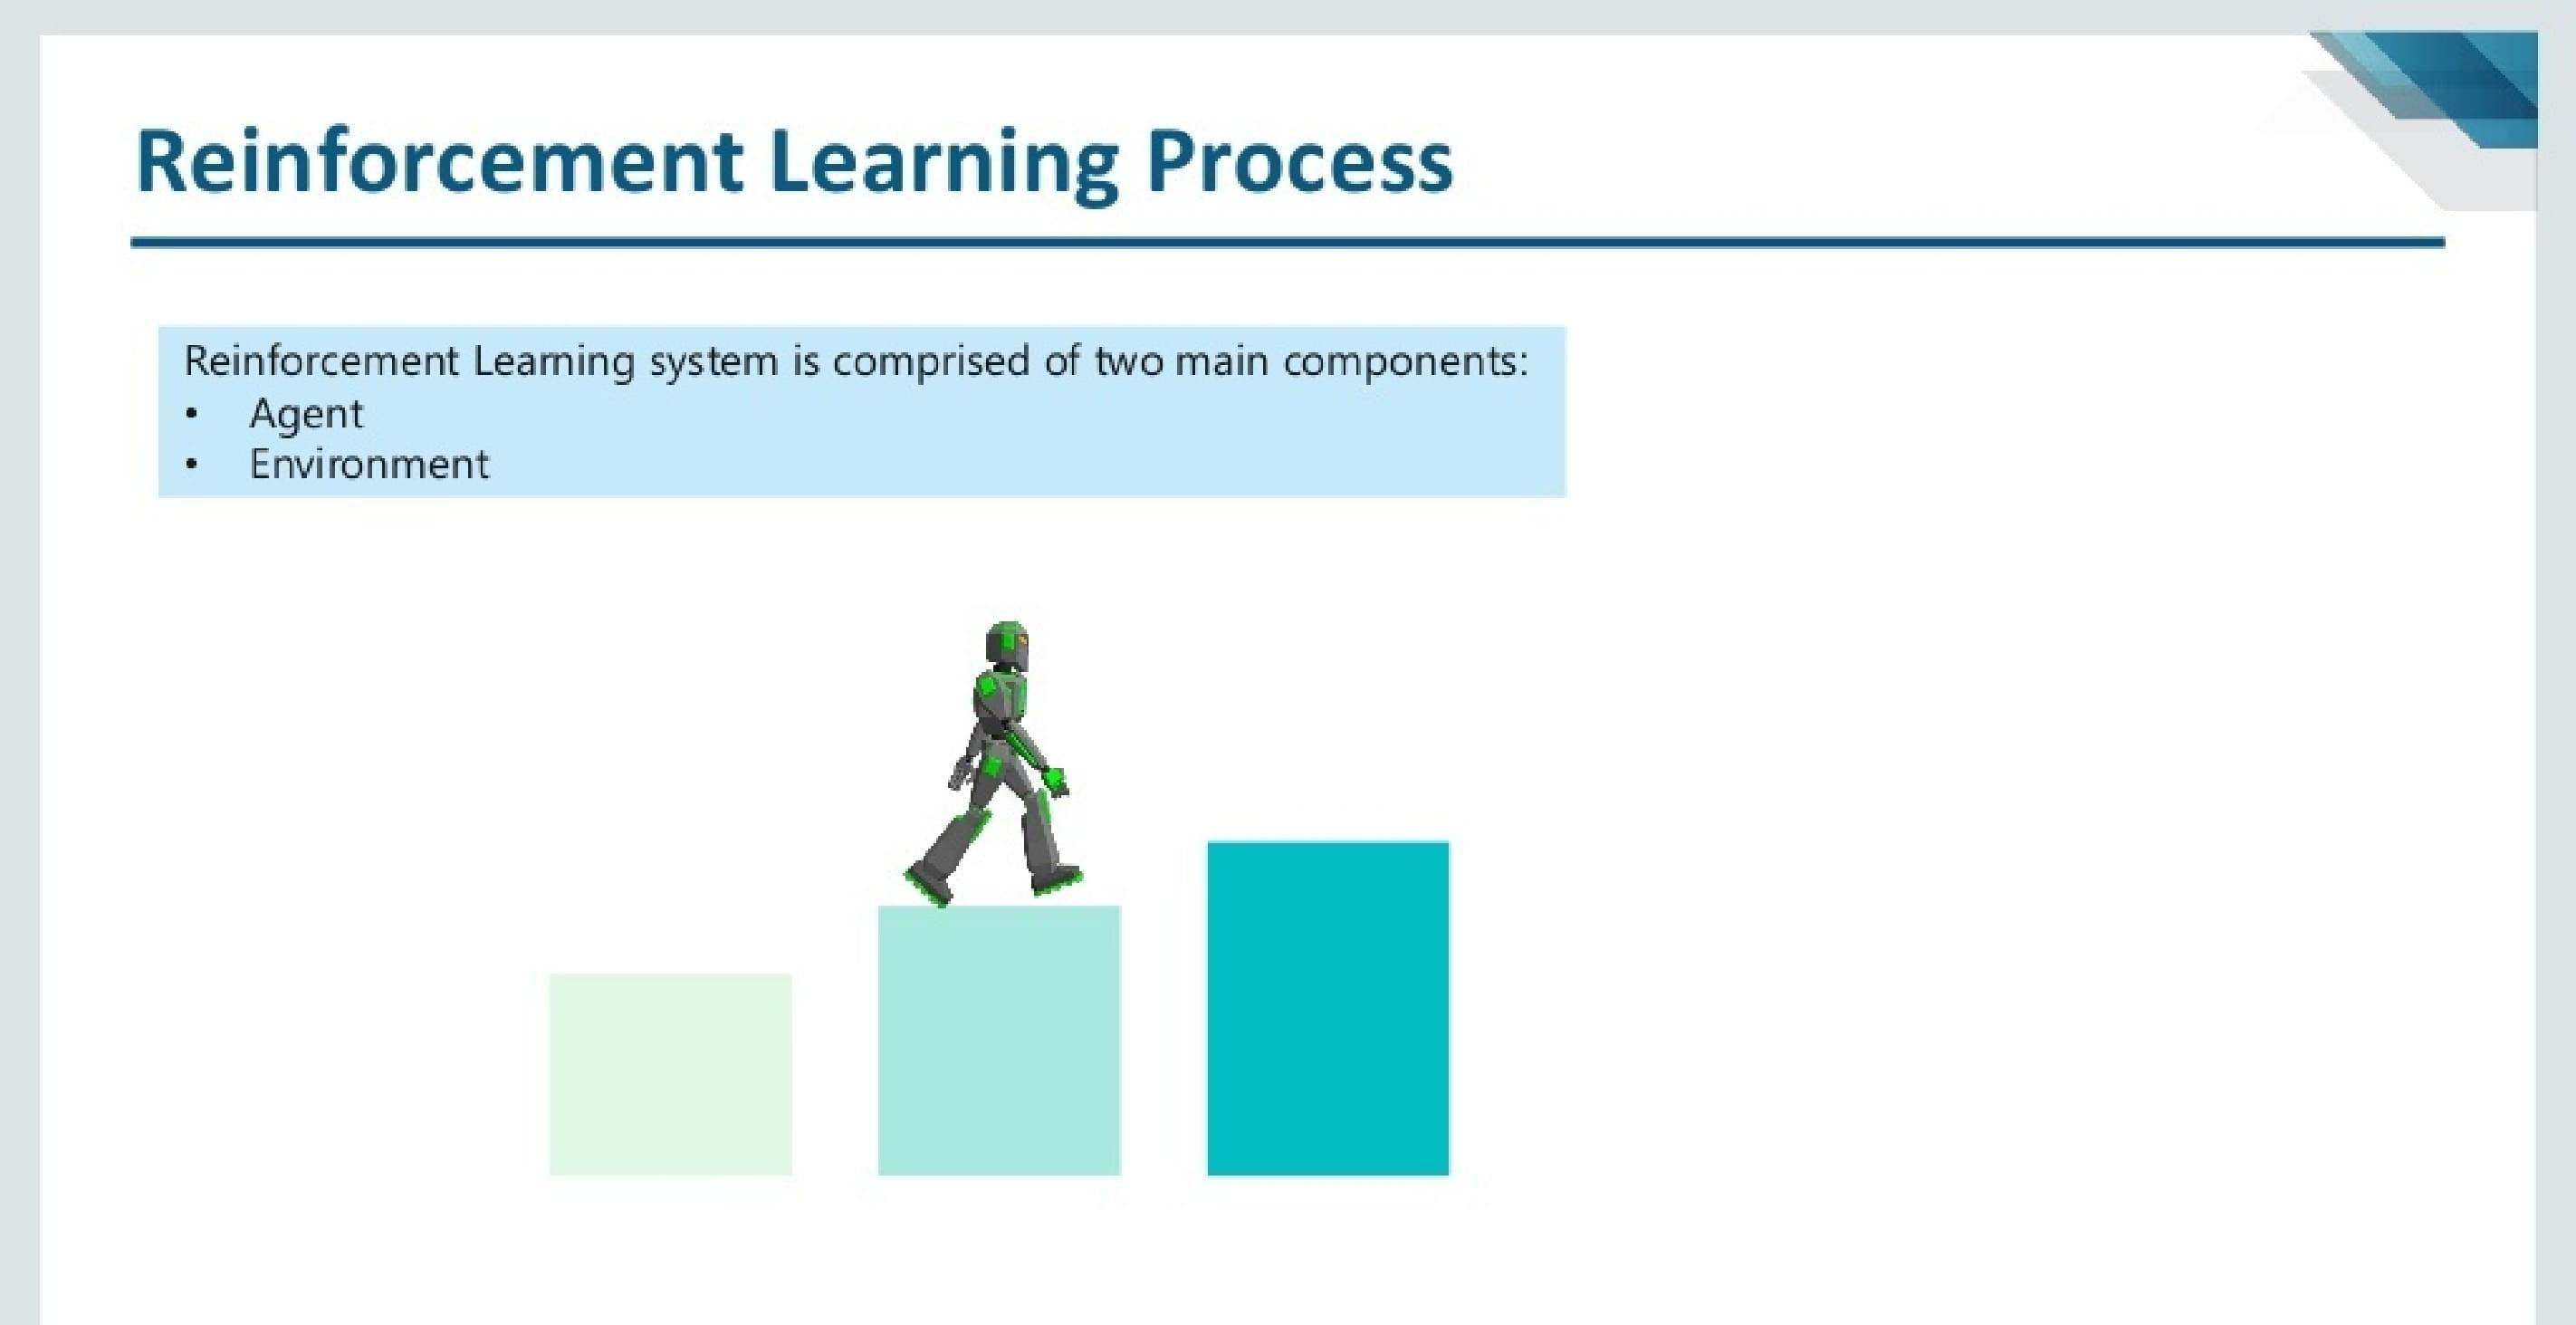 Reinforcement Learning Process
Reinforcement Learning system is comprised of two main components:
• Agent
• Environment